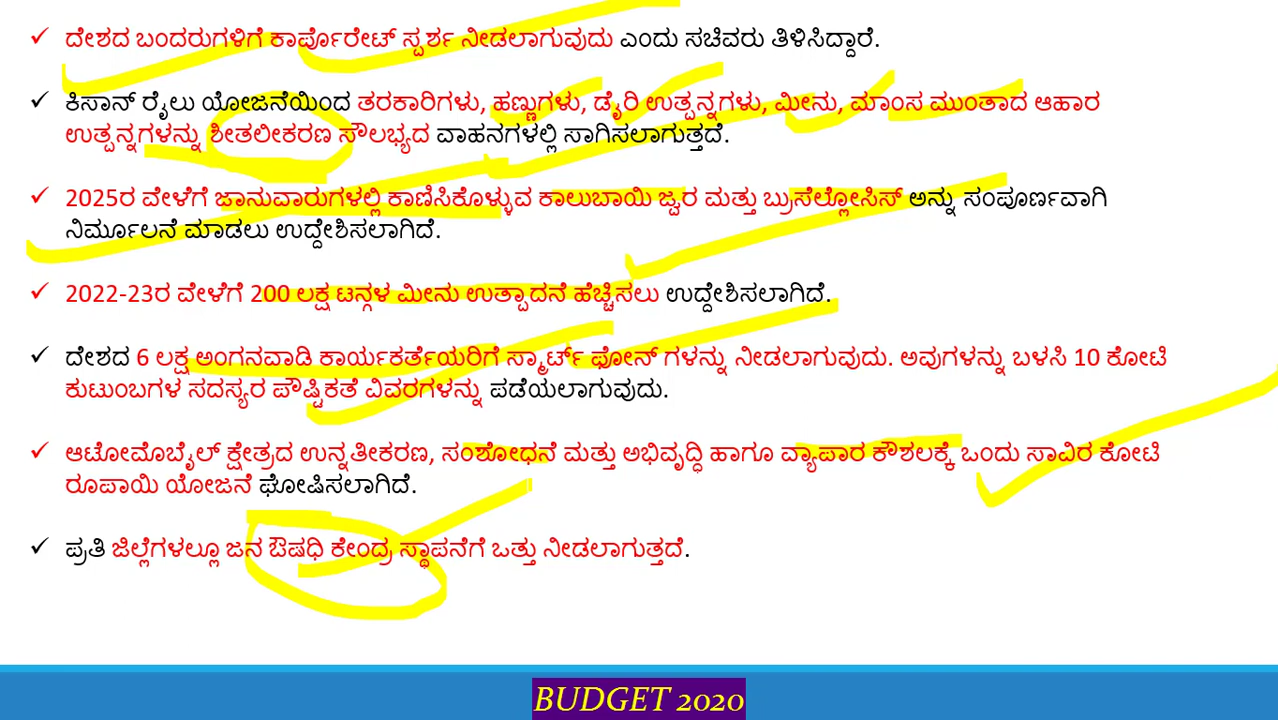 ದೇಶದ ಬಂದರುಗಳಿಗೆ ಕಾರ್ಪೊರೇಟ್ ಸ್ಪರ್ಶ ನೀಡಲಾಗುವುದು ಎಂದು ಸಚಿವರು ತಿಳಿಸಿದ್ದಾರೆ.
ಕಿಸಾನ್ ರೈಲು ಯೋಜನೆಯಿಂದ ತರಕಾರಿಗಳು, ಹಣ್ಣುಗಳು, ಡೈರಿ ಉತ್ಪನ್ನಗಳು, ಮೀನು, ಮಾಂಸ ಮುಂತಾದ ಆಹಾರ
ಉತ್ಪನ್ನಗಳನ್ನು ಶೀತಲೀಕರಣ ಸೌಲಭ್ಯದ ವಾಹನಗಳಲ್ಲಿ ಸಾಗಿಸಲಾಗುತ್ತದೆ.
2025ರ ವೇಳೆಗೆ ಜಾನುವಾರುಗಳಲ್ಲಿ ಕಾಣಿಸಿಕೊಳ್ಳುವ ಕಾಲುಬಾಯಿ ಜ್ವರ ಮತ್ತು ಬ್ರುಸೆಲ್ಲೋಸಿಸ್ ಅನ್ನು ಸಂಪೂರ್ಣವಾಗಿ
ನಿರ್ಮೂಲನೆ ಮಾಡಲು ಉದ್ದೇಶಿಸಲಾಗಿದೆ.
2022-23ರ ವೇಳೆಗೆ 200 ಲಕ್ಷ ಟನ್ಗಳ ಮೀನು ಉತ್ಪಾದನೆ ಹೆಚ್ಚಿಸಲು ಉದ್ದೇಶಿಸಲಾಗಿದೆ.
ದೇಶದ 6 ಲಕ್ಷ ಅಂಗನವಾಡಿ ಕಾರ್ಯಕರ್ತೆಯರಿಗೆ ಸ್ಮಾರ್ಟ್ ಫೋನ್ ಗಳನ್ನು ನೀಡಲಾಗುವುದು. ಅವುಗಳನ್ನು ಬಳಸಿ 10 ಕೋಟಿ
ಕುಟುಂಬಗಳ ಸದಸ್ಯರ ಪೌಷ್ಟಿಕತೆ ವಿವರಗಳನ್ನು ಪಡೆಯಲಾಗುವುದು.
ಆಟೋಮೊಬೈಲ್ ಕ್ಷೇತ್ರದ ಉನ್ನತೀಕರಣ, ಸಂಶೋಧನೆ ಮತ್ತು ಅಭಿವೃದ್ಧಿ ಹಾಗೂ ವ್ಯಾಪಾರ ಕೌಶಲಕ್ಕೆ ಒಂದು ಸಾವಿರ ಕೋಟಿ
ರೂಪಾಯಿ ಯೋಜನೆ ಘೋಷಿಸಲಾಗಿದೆ.
ಪ್ರತಿ ಜಿಲ್ಲೆಗಳಲ್ಲೂ ಜನ ಔಷಧಿ ಕೇಂದ್ರ ಸ್ಥಾಪನೆಗೆ ಒತ್ತು ನೀಡಲಾಗುತ್ತದೆ.
BUDGET 2020